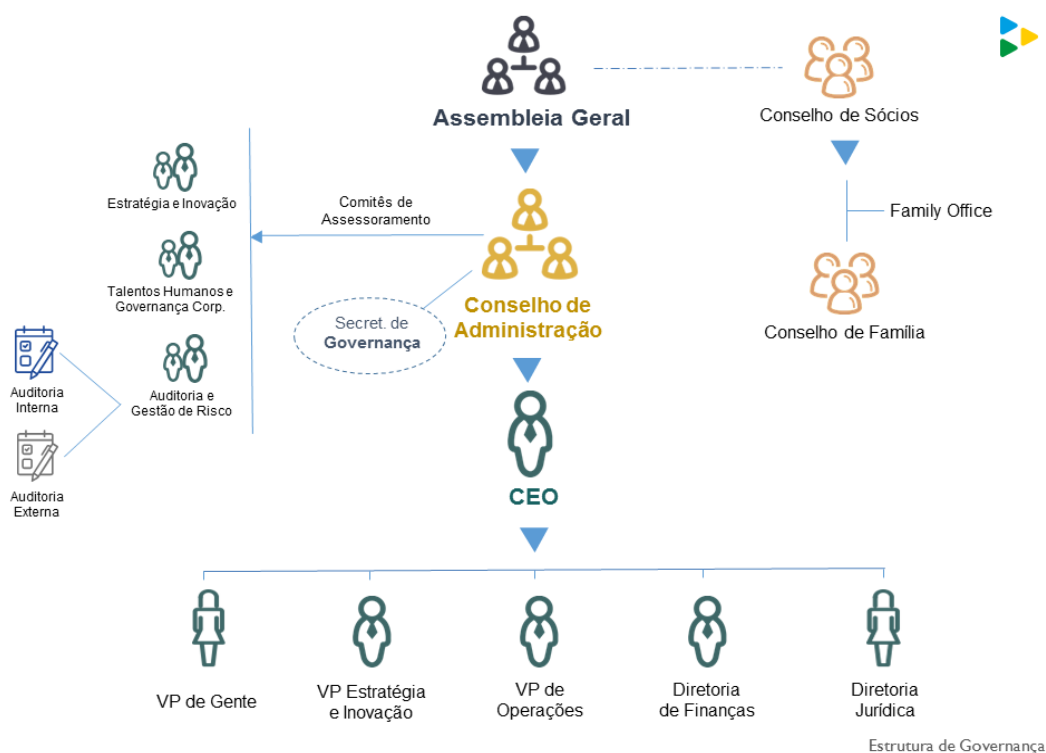 Assembleia Geral
Conselho de Sócios
Family Office
Conselho de Família
Comitês de
Assessoramento
Estratégia e Inovação
Talentos Humanos e
Governança Corp.
Auditoria e
Gestão de Risco
Auditoria
Interna
Auditoria
Externa
Secret. de
Governança
Conselho de
Administração
CEO
VP de Gente
VP Estratégia
e Inovação
VP de
Operações
Diretoria
de Finanças
Diretoria
Jurídica
Estrutura de Governança